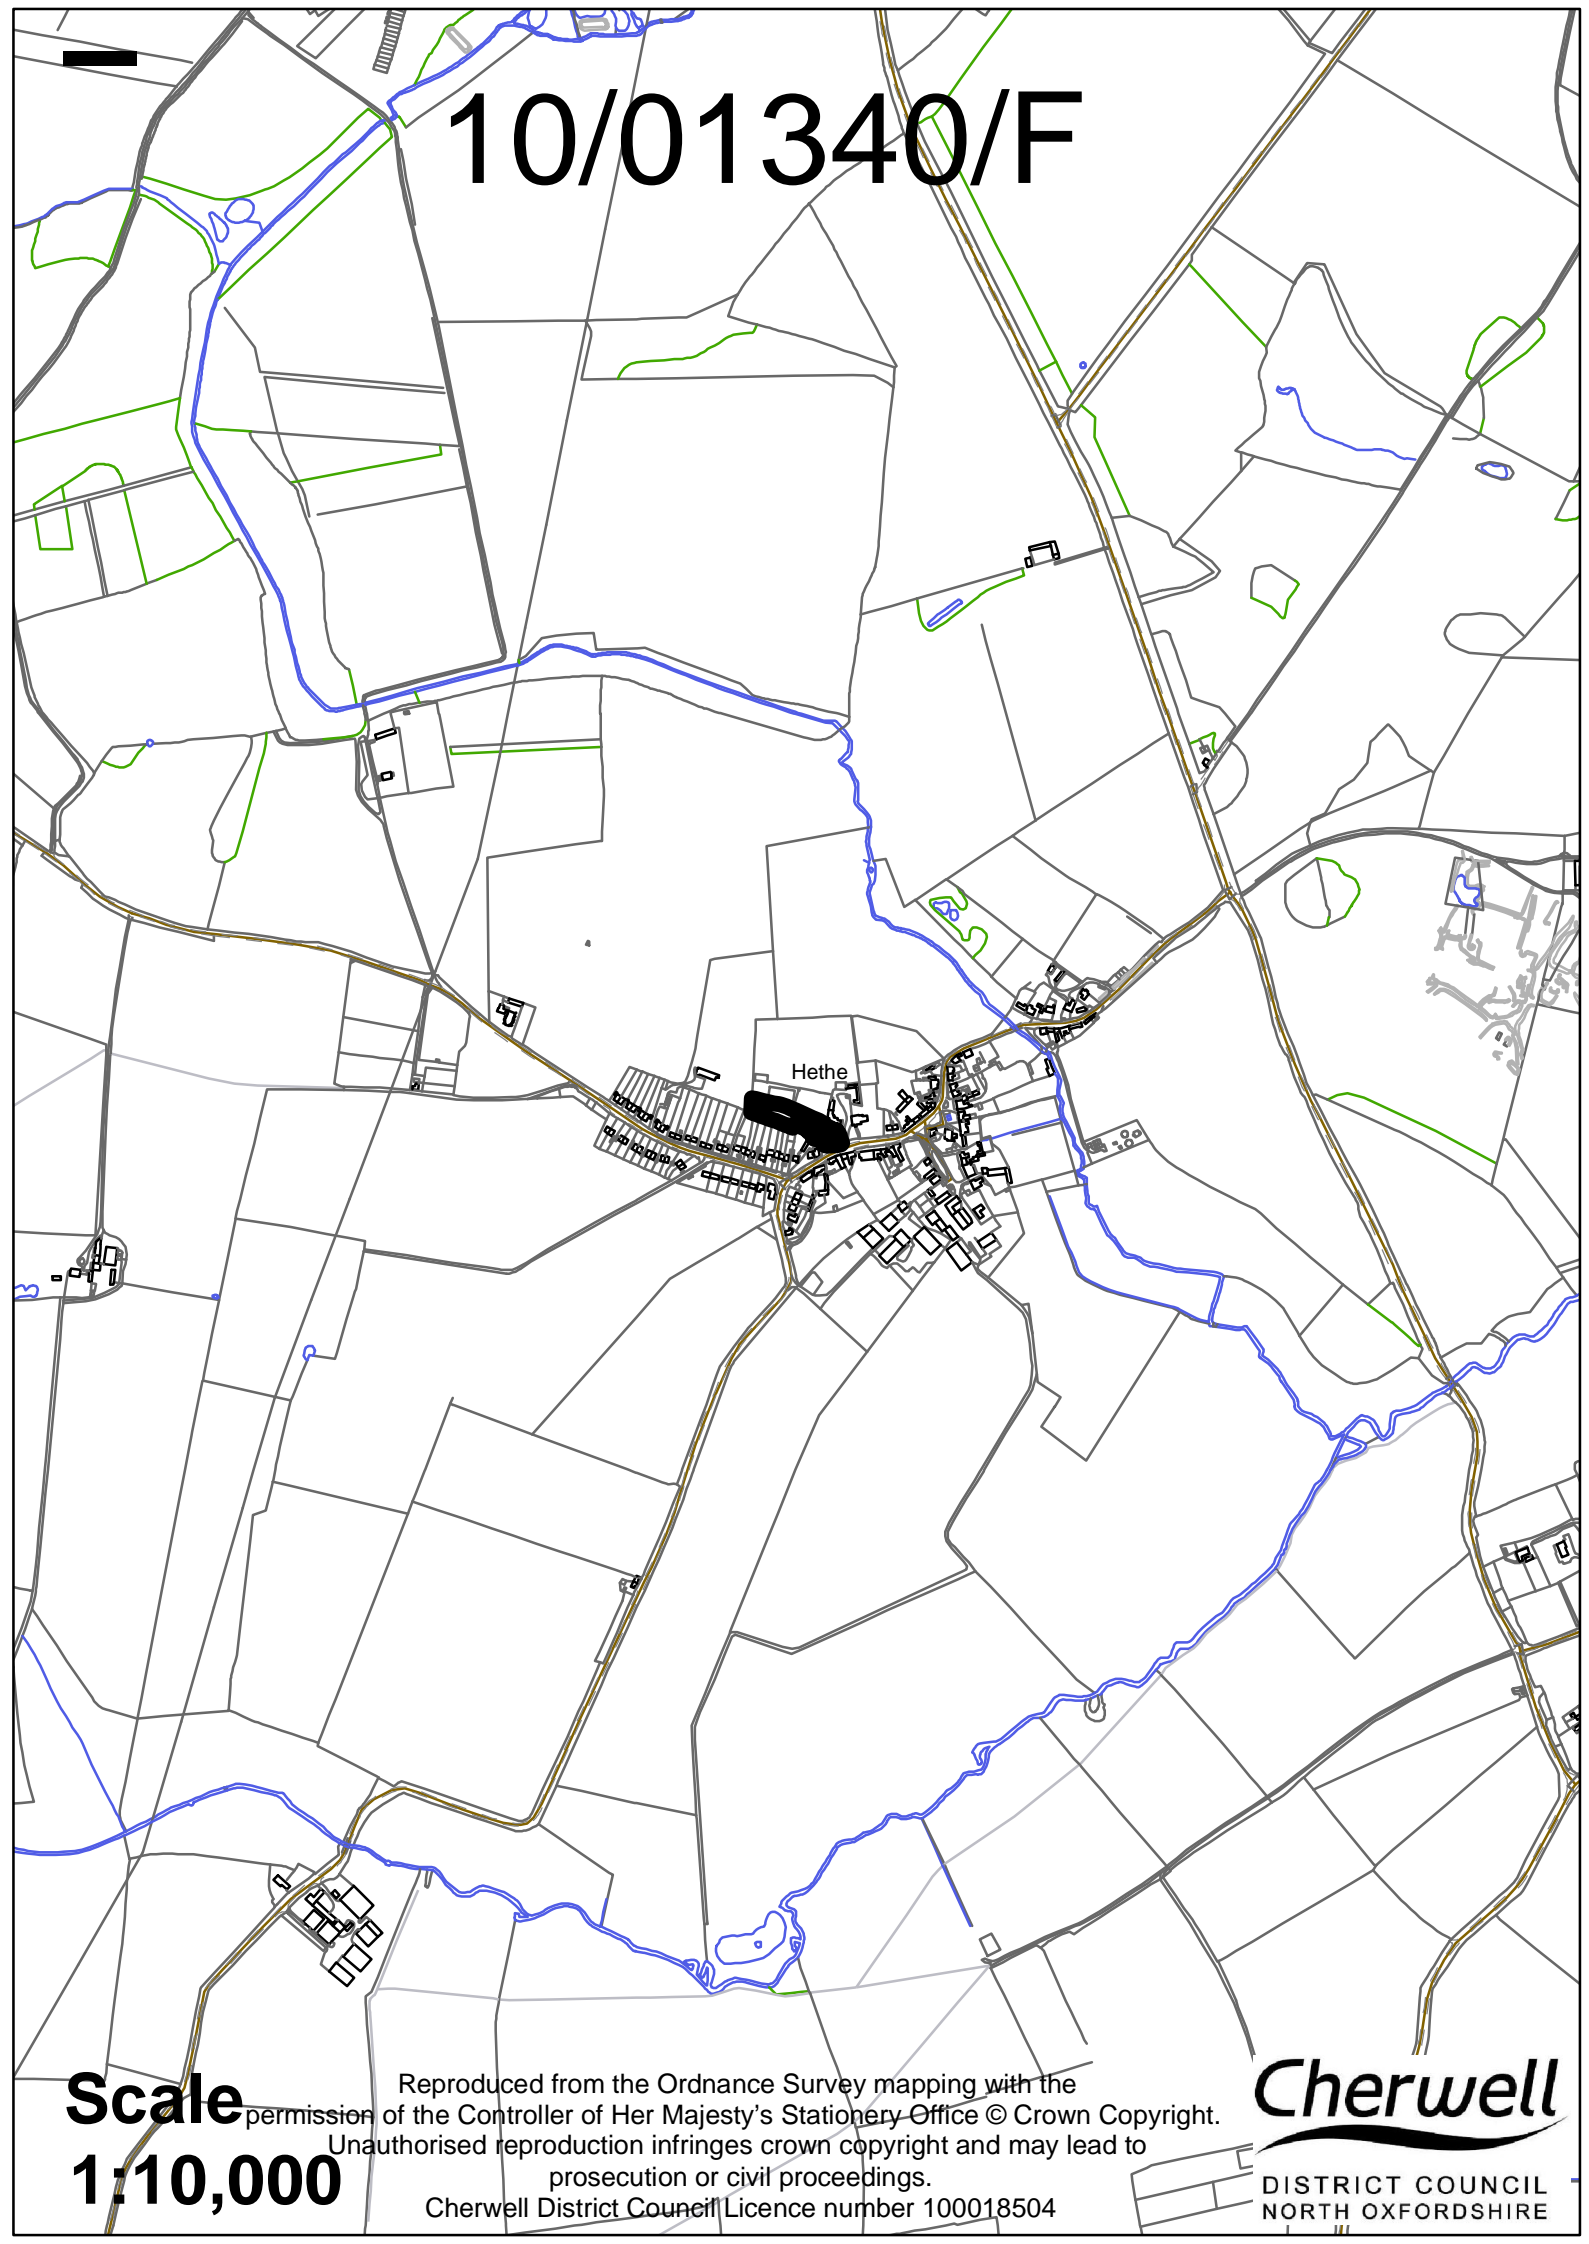 10/01340/F
Hethe
Scale
1:10,000
Reproduced from the Ordnance Survey mapping with the
permission of the Controller of Her Majesty's Stationery Office © Crown Copyright.
Unauthorised reproduction infringes crown copyright and may lead to
prosecution or civil proceedings.
Cherwell District Council Licence number 100018504
Cherwell
DISTRICT COUNCIL
NORTH OXFORDSHIRE